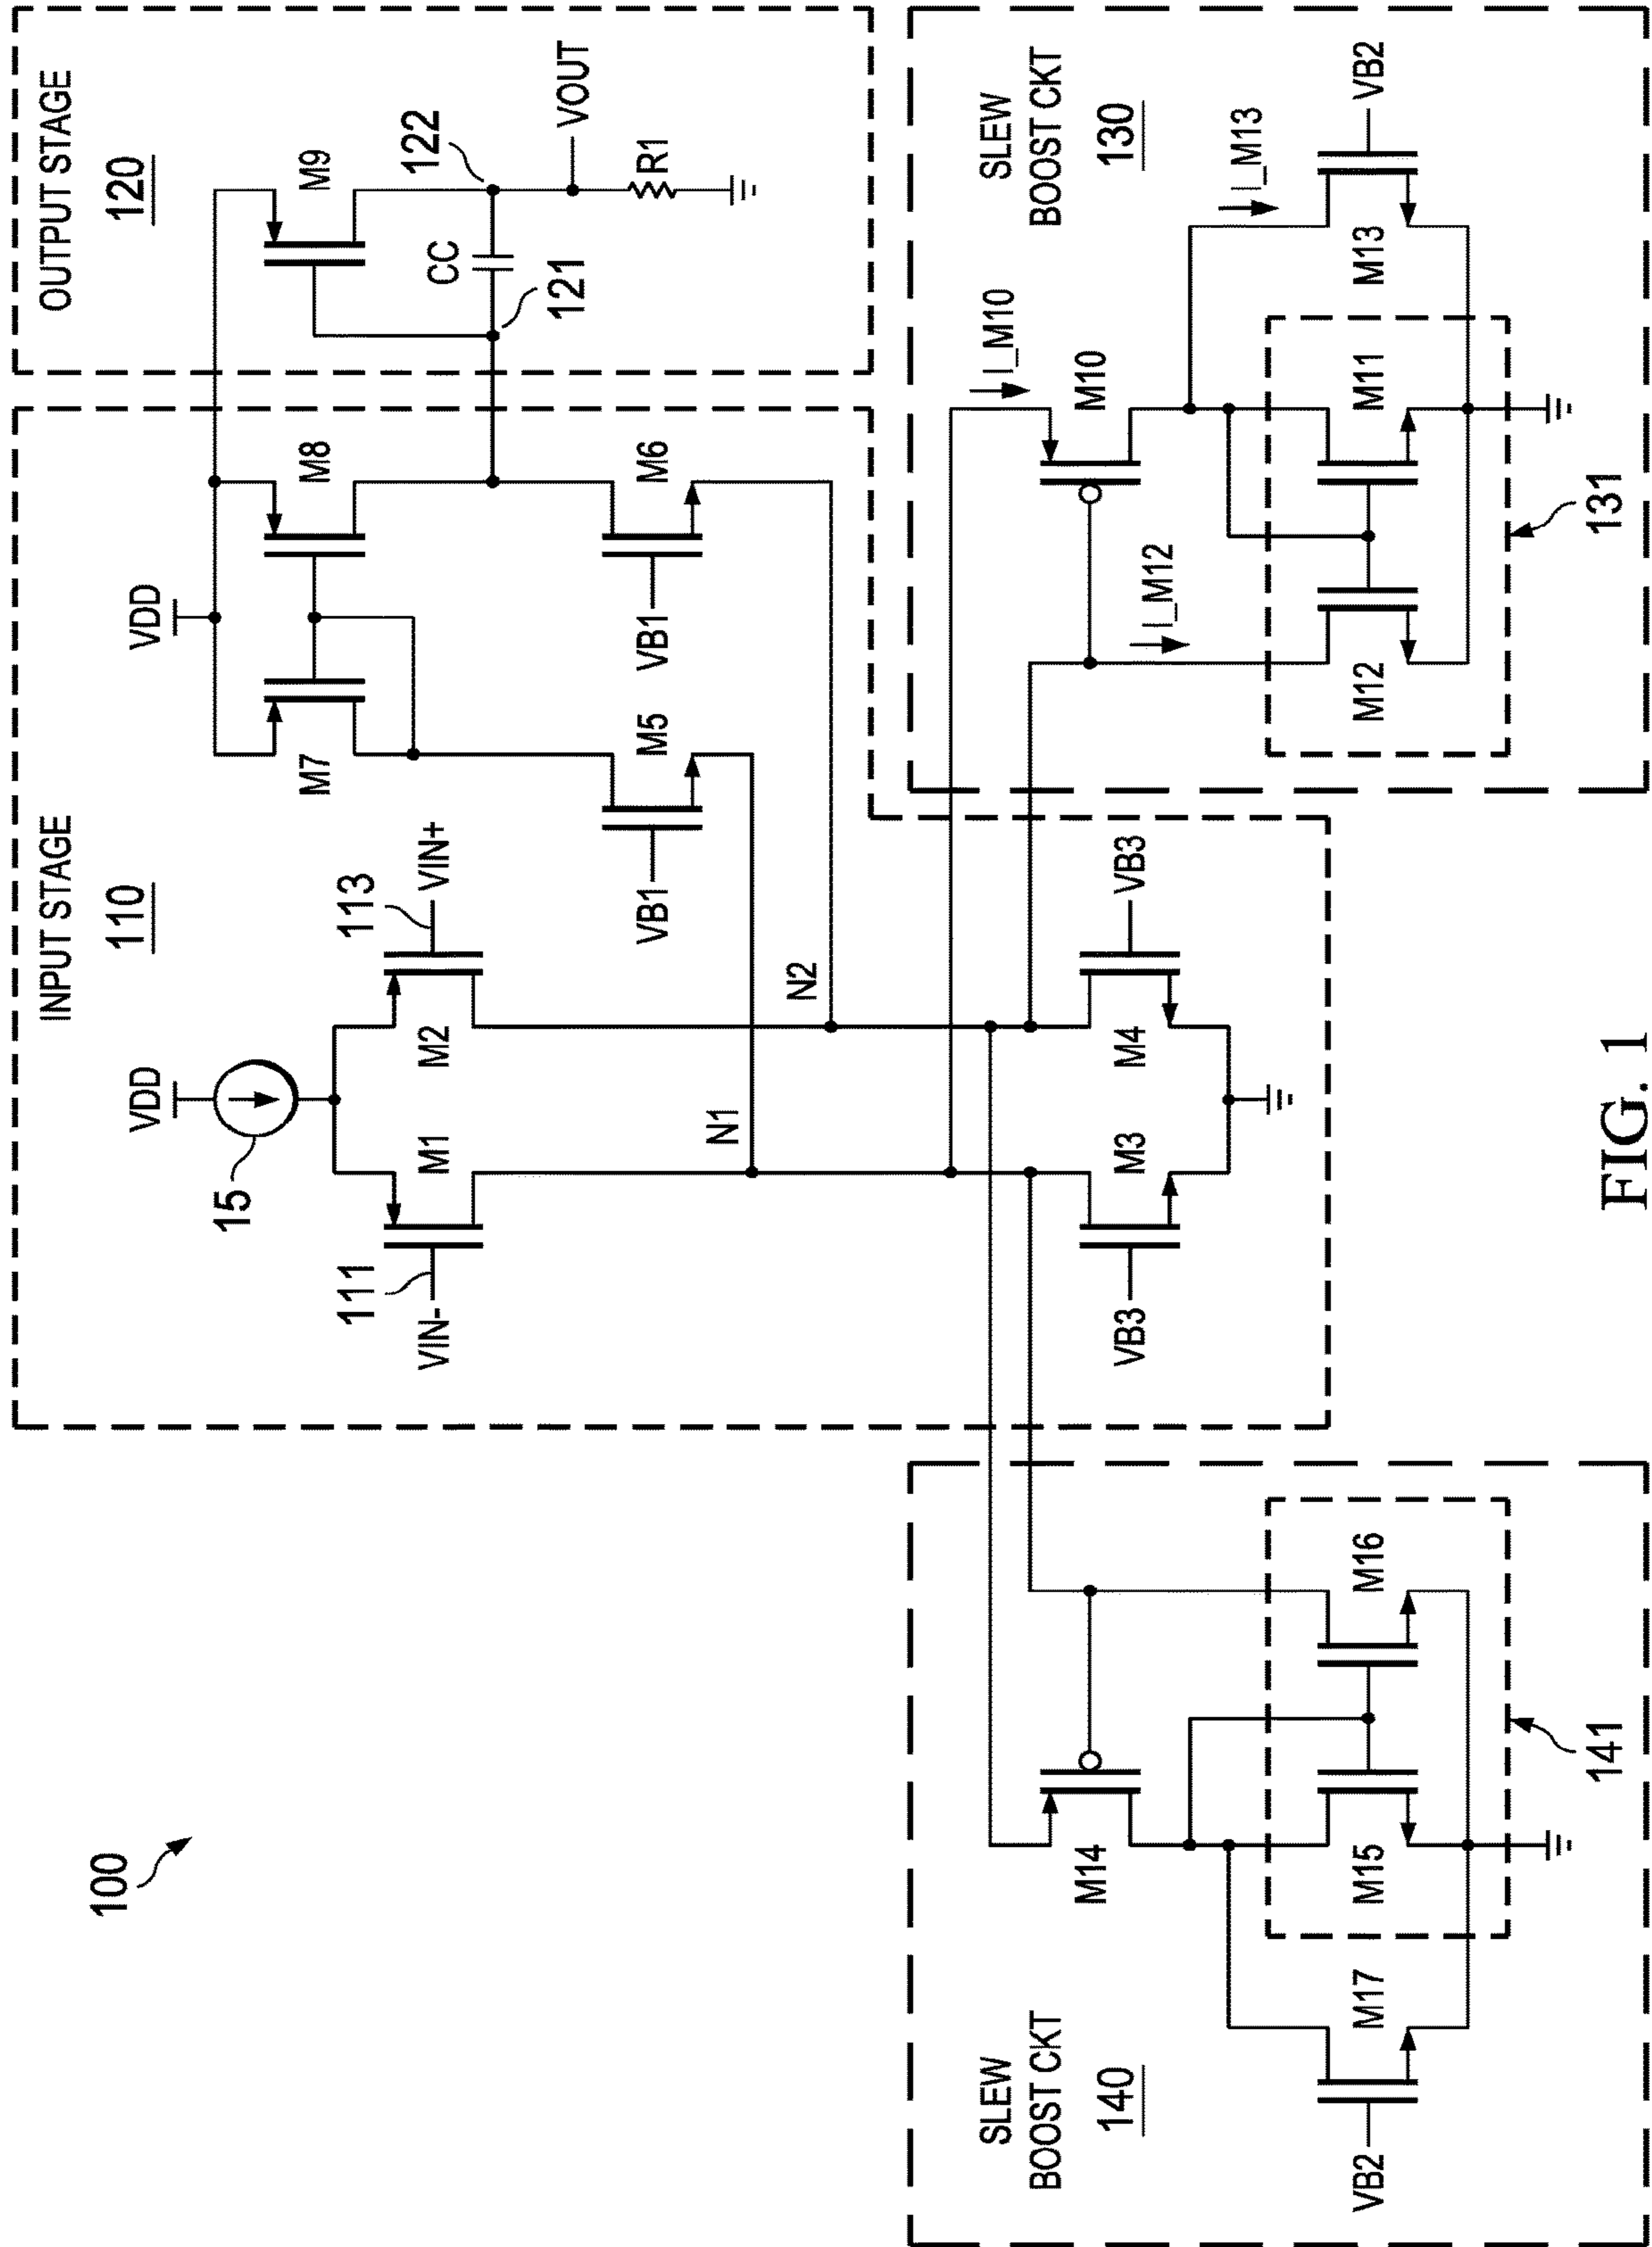 100
INPUT STAGE
110
OUTPUT STAGE
120
VDD
15
VDD
111
VIN-
M1
M2
113
VIN+
M7
M8
M9
122
CC
121
VOUT
R1
N1
N2
VB1
M5
VB1
M6
VB3
M3
M4
VB3
SLEW
BOOST CKT
140
M14
VB2
M17
M15
M16
141
SLEW
BOOST CKT
130
I_M10
M10
I_M12
I_M13
M12
M11
M13
VB2
131
FIG. 1